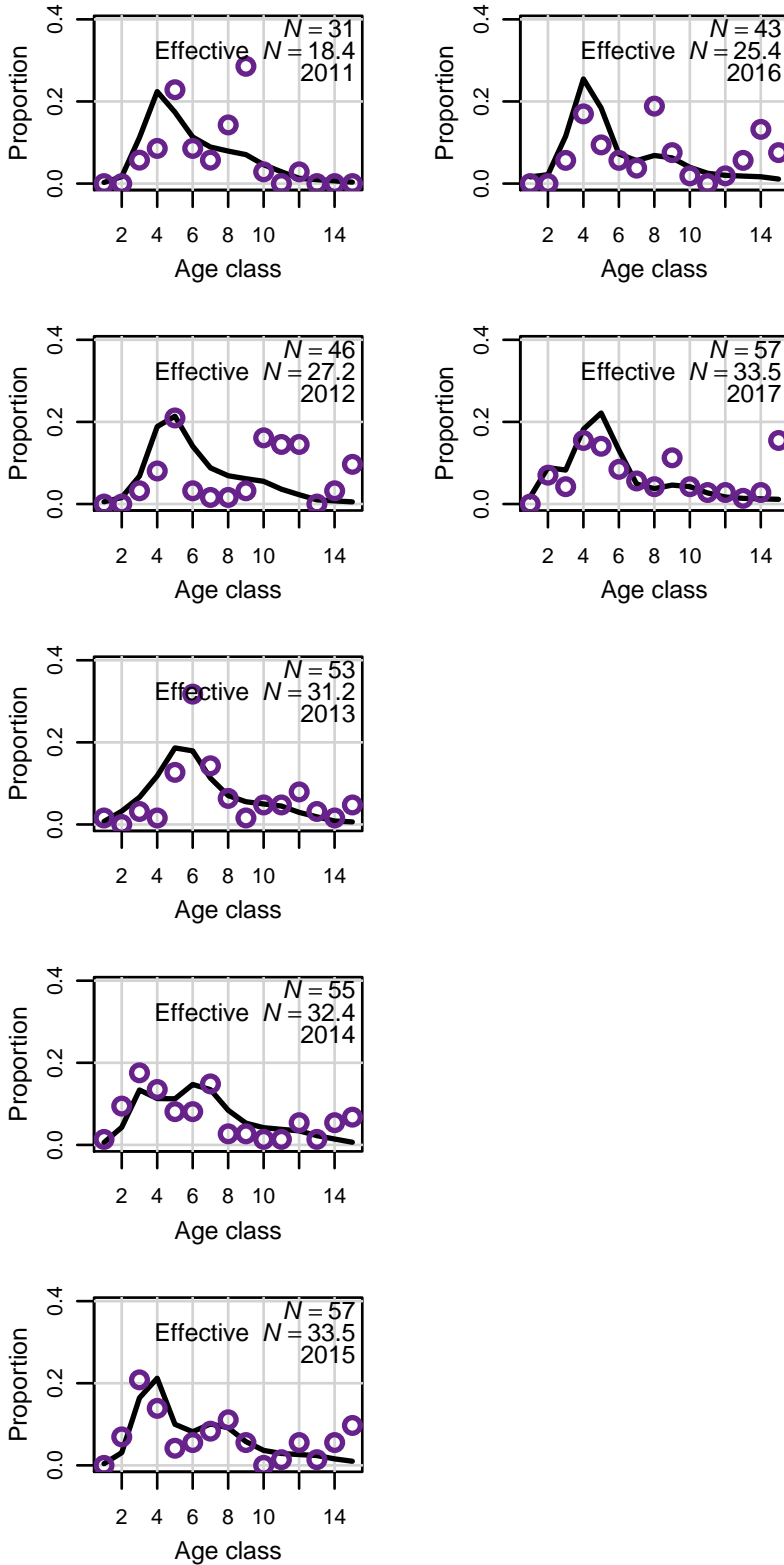 N = 31
Effective N = 18.4
2011
Proportion
0.0 0.2 0.4
2 4 6 8 10 14
Age class
N = 46
Effective N = 27.2
2012
Proportion
0.0 0.2 0.4
2 4 6 8 10 14
Age class
N = 53
Effective N = 31.2
2013
Proportion
0.0 0.2 0.4
2 4 6 8 10 14
Age class
N = 55
Effective N = 32.4
2014
Proportion
0.0 0.2 0.4
2 4 6 8 10 14
Age class
N = 57
Effective N = 33.5
2015
Proportion
0.0 0.2 0.4
2 4 6 8 10 14
Age class
N = 43
Effective N = 25.4
2016
Proportion
0.0 0.2 0.4
2 4 6 8 10 14
Age class
N = 57
Effective N = 33.5
2017
Proportion
0.0 0.2 0.4
2 4 6 8 10 14
Age class